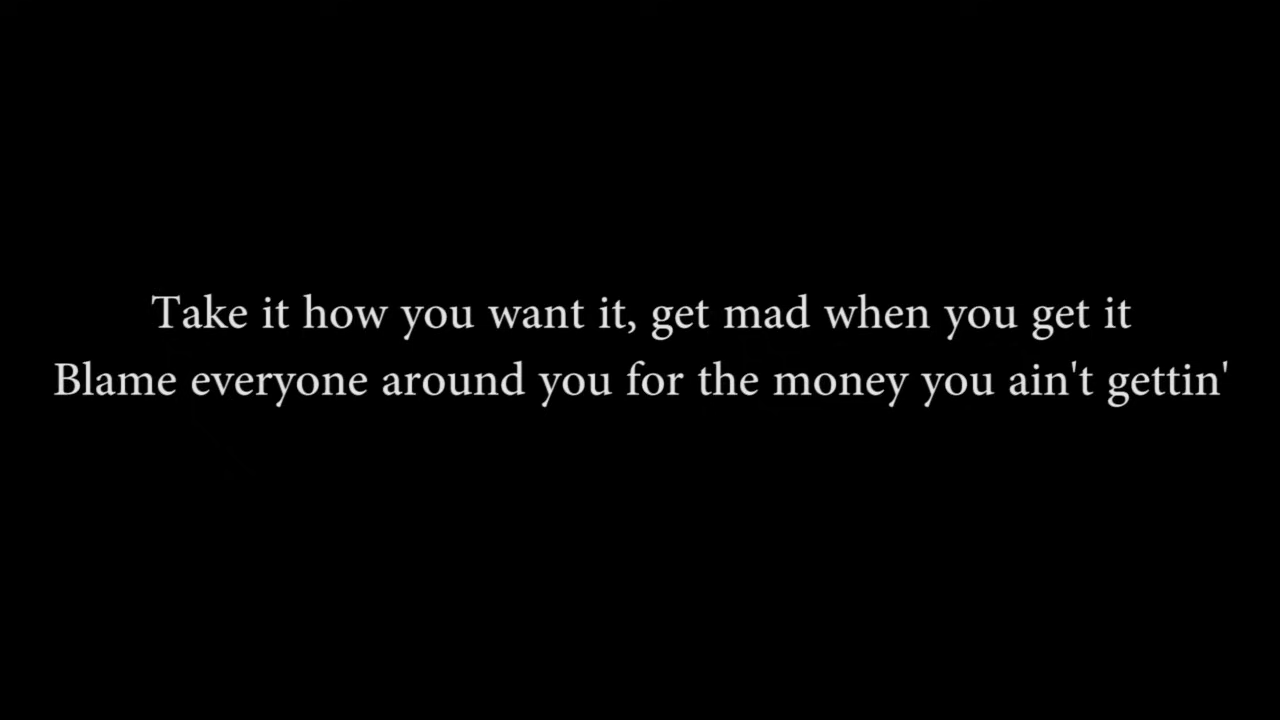 Take it how you want it, get mad when you get it
Blame everyone around you for the money you ain't gettin'